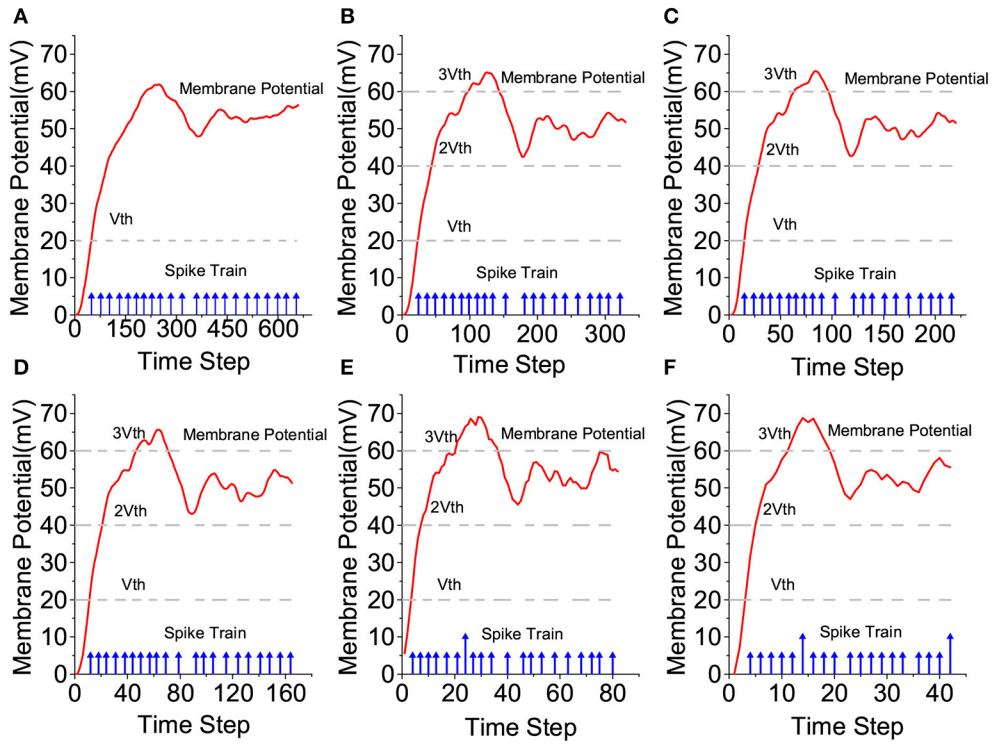 A
Membrane Potential(mV)
70
60
50
40
30
20
10
0
Membrane Potential
Vth
Spike Train
0 150 300 450 600
Time Step
B
Membrane Potential(mV)
70
60
50
40
30
20
10
0
3Vth
Membrane Potential
2Vth
Vth
Spike Train
0 100 200 300
Time Step
C
Membrane Potential(mV)
70
60
50
40
30
20
10
0
3Vth
Membrane Potential
2Vth
Vth
Spike Train
0 50 100 150 200
Time Step
D
Membrane Potential(mV)
70
60
50
40
30
20
10
0
3Vth
Membrane Potential
2Vth
Vth
Spike Train
0 40 80 120 160
Time Step
E
Membrane Potential(mV)
70
60
50
40
30
20
10
0
3Vth
Membrane Potential
2Vth
Vth
Spike Train
0 20 40 60 80
Time Step
F
Membrane Potential(mV)
70
60
50
40
30
20
10
0
3Vth
Membrane Potential
2Vth
Vth
Spike Train
0 10 20 30 40
Time Step